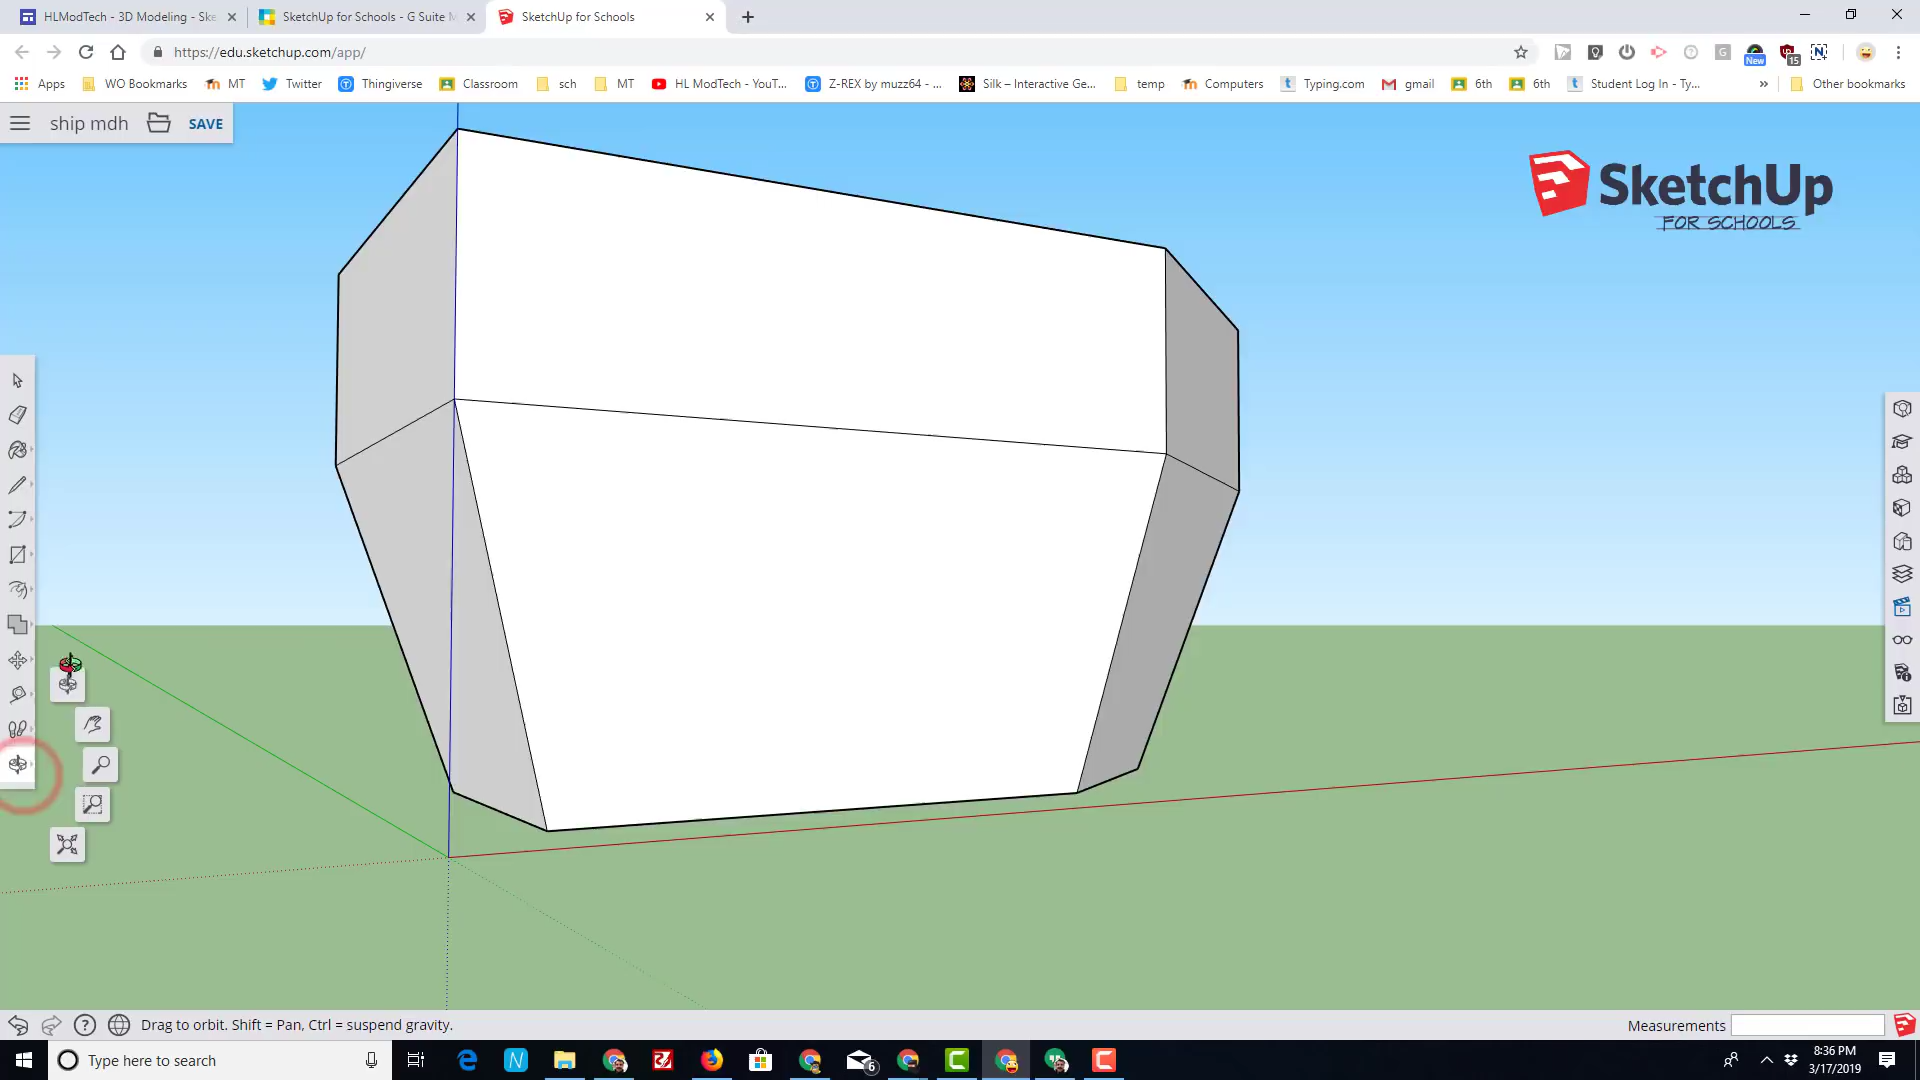 HLModTech - 3D Modeling - Ske
SketchUp for Schools - G Suite M
SketchUp for Schools
https://edu.sketchup.com/app/
New
15
Apps
WO Bookmarks
MT
Twitter
Thingiverse
Classroom
sch
MT
HL ModTech - YouT...
Z-REX by muzz64 - ...
Silk – Interactive Ge...
temp
Computers
Typing.com
gmail
6th
6th
Student Log In - Ty...
»
Other bookmarks
ship mdh
SAVE
SketchUp
FOR SCHOOLS
Drag to orbit. Shift = Pan, Ctrl = suspend gravity.
Measurements
Type here to search
6
8:36 PM
3/17/2019